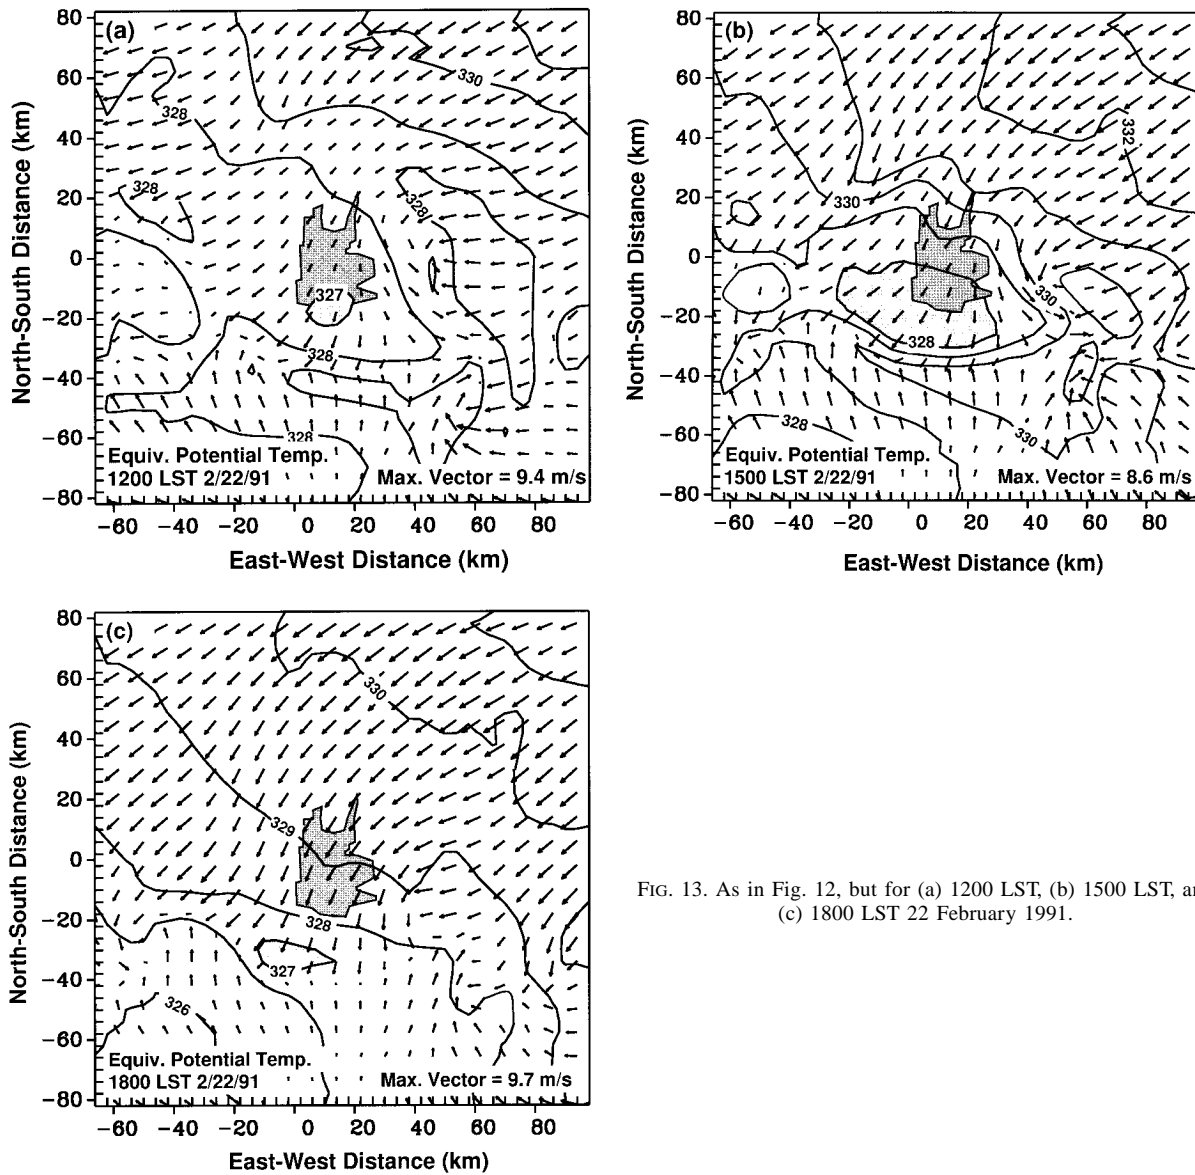 (a)
80
60
40
20
0
−20
−40
−60
−80
North-South Distance (km)
330
328
328
328
327
328
328
Equiv. Potential Temp.
1200 LST 2/22/91
Max. Vector = 9.4 m/s
−60 −40 −20 0 20 40 60 80
East-West Distance (km)
(b)
80
60
40
20
0
−20
−40
−60
−80
North-South Distance (km)
332
330
330
328
328
330
Equiv. Potential Temp.
1500 LST 2/22/91
Max. Vector = 8.6 m/s
−60 −40 −20 0 20 40 60 80
East-West Distance (km)
(c)
80
60
40
20
0
−20
−40
−60
−80
North-South Distance (km)
330
329
328
327
326
Equiv. Potential Temp.
1800 LST 2/22/91
Max. Vector = 9.7 m/s
−60 −40 −20 0 20 40 60 80
East-West Distance (km)
FIG. 13. As in Fig. 12, but for (a) 1200 LST, (b) 1500 LST, an
(c) 1800 LST 22 February 1991.